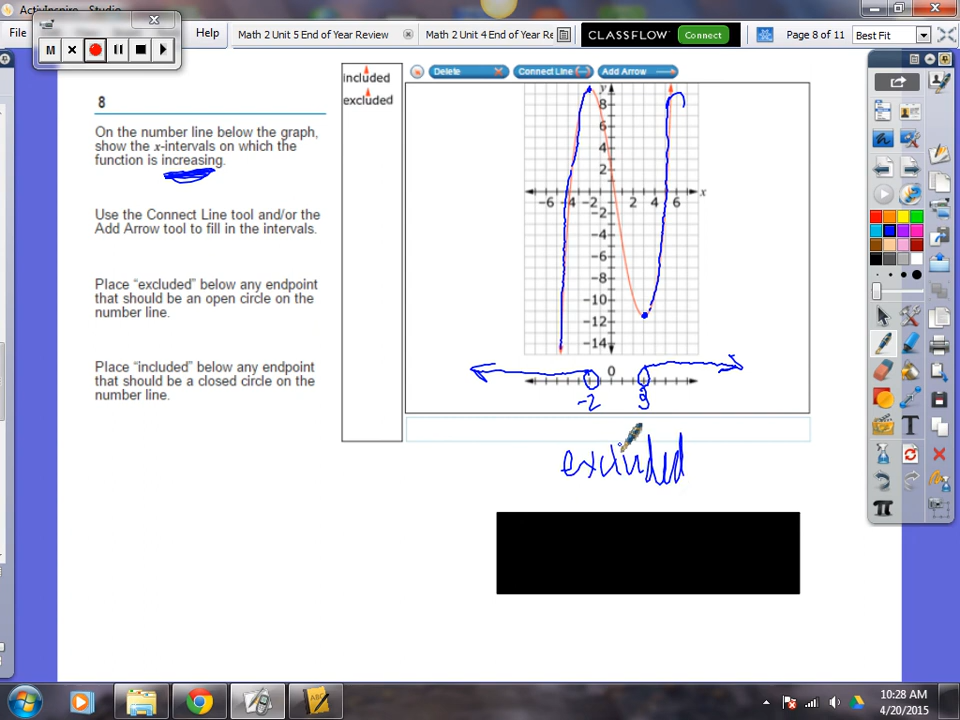 ActivInspire - Studio
File
M
Help
Math 2 Unit 5 End of Year Review
Math 2 Unit 4 End of Year Re
CLASSFLOW
Connect
Page 8 of 11
Best Fit
8
On the number line below the graph,
show the x-intervals on which the
function is increasing.
Use the Connect Line tool and/or the
Add Arrow tool to fill in the intervals.
Place “excluded” below any endpoint
that should be an open circle on the
number line.
Place “included” below any endpoint
that should be a closed circle on the
number line.
included
excluded
Delete
Connect Line
Add Arrow
y
8
6
4
2
-6 -4 -2 2 4 6 x
-2
-4
-6
-8
-10
-12
-14
0
-2 3
excluded
10:28 AM
4/20/2015